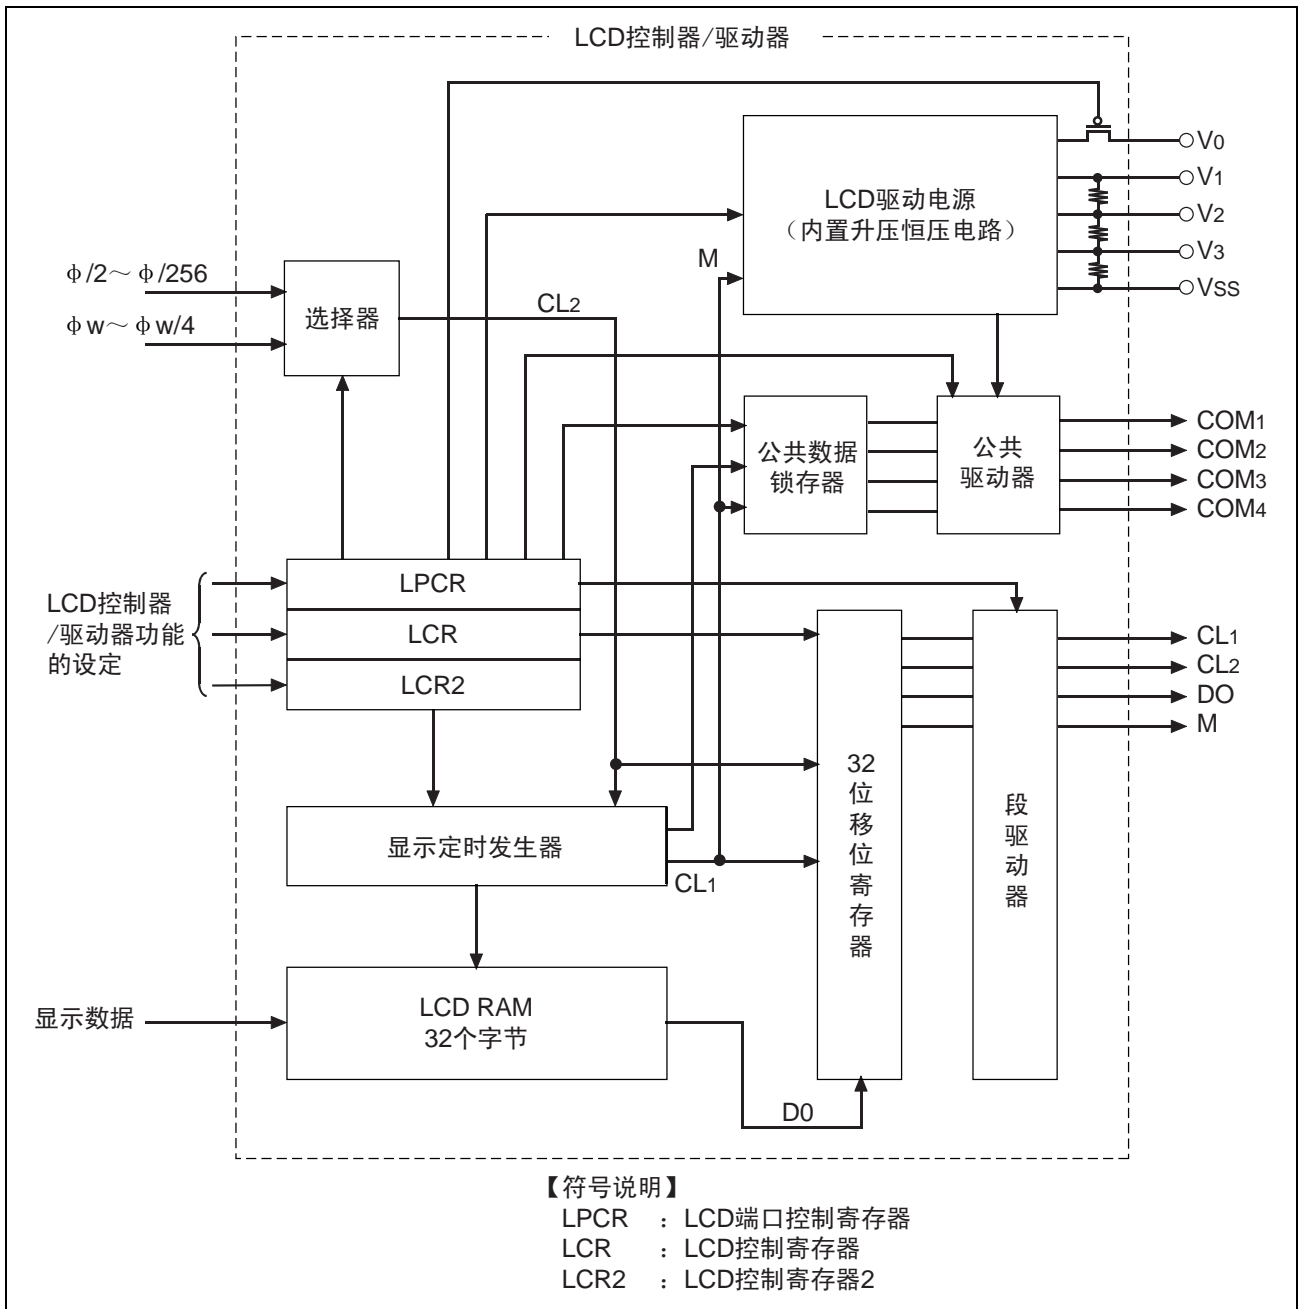 LCD控制器/驱动器
V0
V1
LCD驱动电源
V2
(内置升压恒压电路)
M
V3
φ/2～φ/256
VSS
CL2
选择器
φw～φw/4
COM1
公共数据
公共
COM2
锁存器
驱动器
COM3
COM4
LPCR
LCD控制器
/驱动器功能
的设定
LCR
CL1
CL2
LCR2
DO
M
32
位
移
位
寄
存
器
段
驱
动
器
显示定时发生器
CL1
显示数据
LCD RAM
32个字节
D0
【符号说明】
LPCR ：LCD端口控制寄存器
LCR ：LCD控制寄存器
LCR2 ：LCD控制寄存器2